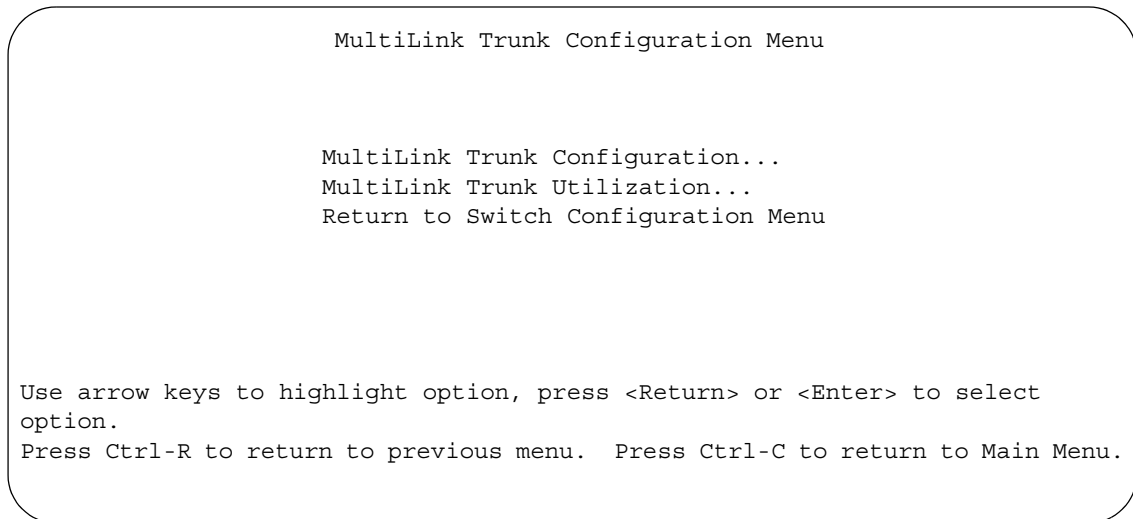 MultiLink Trunk Configuration Menu
MultiLink Trunk Configuration...
MultiLink Trunk Utilization...
Return to Switch Configuration Menu
Use arrow keys to highlight option, press <Return> or <Enter> to select
option.
Press Ctrl-R to return to previous menu.  Press Ctrl-C to return to Main Menu.